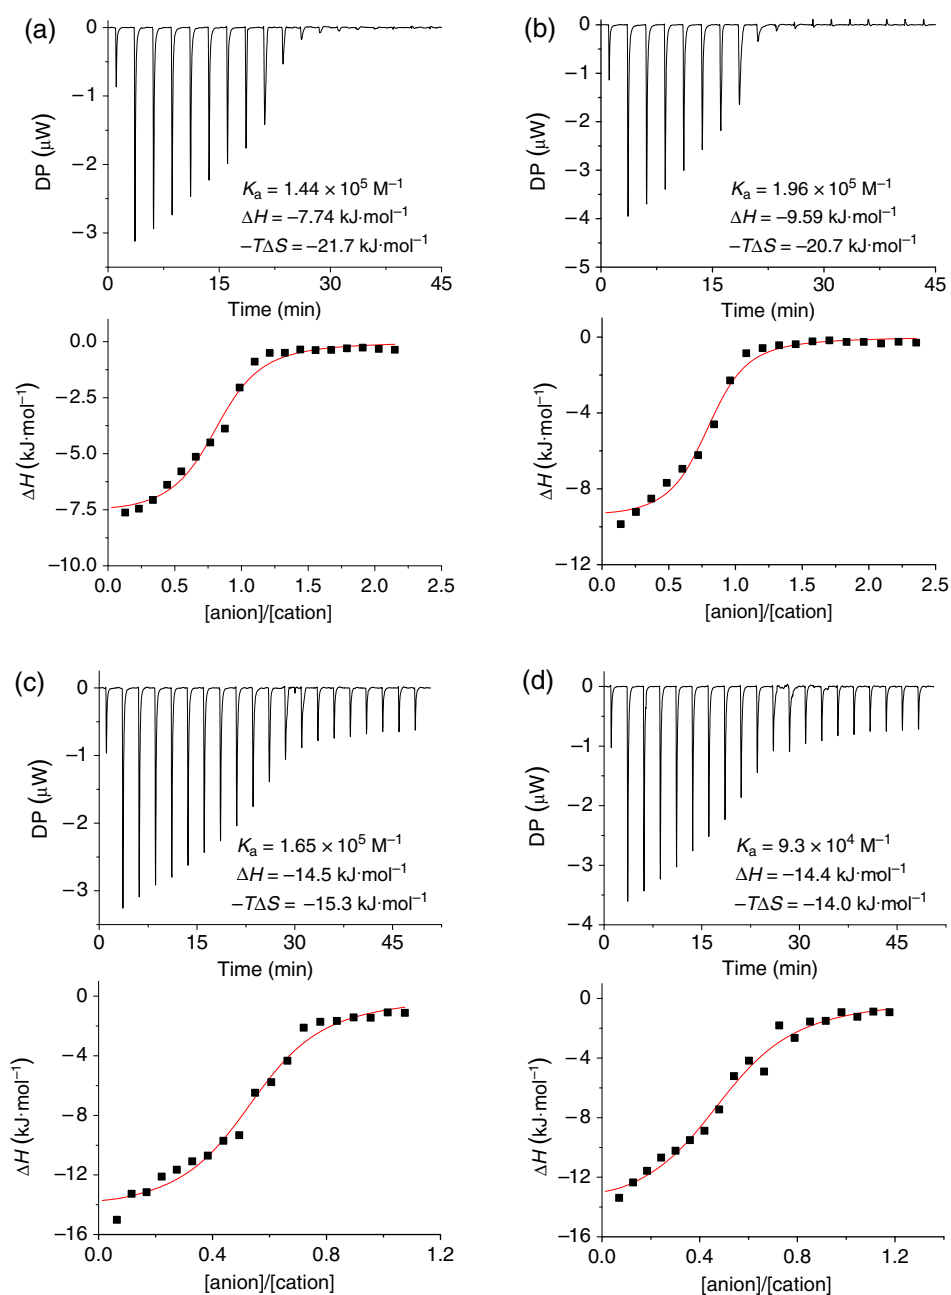 (a)
0
−1
−2
−3
DP (μW)
Kₐ = 1.44 × 10⁵ M⁻¹
ΔH = −7.74 kJ·mol⁻¹
−TΔS = −21.7 kJ·mol⁻¹
0 15 30 45
Time (min)
0.0
−2.5
−5.0
−7.5
−10.0
ΔH (kJ·mol⁻¹)
0.0 0.5 1.0 1.5 2.0 2.5
[anion]/[cation]
(b)
0
−1
−2
−3
−4
−5
DP (μW)
Kₐ = 1.96 × 10⁵ M⁻¹
ΔH = −9.59 kJ·mol⁻¹
−TΔS = −20.7 kJ·mol⁻¹
0 15 30 45
Time (min)
0
−4
−8
−12
ΔH (kJ·mol⁻¹)
0.0 0.5 1.0 1.5 2.0 2.5
[anion]/[cation]
(c)
0
−1
−2
−3
DP (μW)
Kₐ = 1.65 × 10⁵ M⁻¹
ΔH = −14.5 kJ·mol⁻¹
−TΔS = −15.3 kJ·mol⁻¹
0 15 30 45
Time (min)
0
−4
−8
−12
−16
ΔH (kJ·mol⁻¹)
0.0 0.4 0.8 1.2
[anion]/[cation]
(d)
0
−1
−2
−3
−4
DP (μW)
Kₐ = 9.3 × 10⁴ M⁻¹
ΔH = −14.4 kJ·mol⁻¹
−TΔS = −14.0 kJ·mol⁻¹
0 15 30 45
Time (min)
0
−4
−8
−12
−16
ΔH (kJ·mol⁻¹)
0.0 0.4 0.8 1.2
[anion]/[cation]